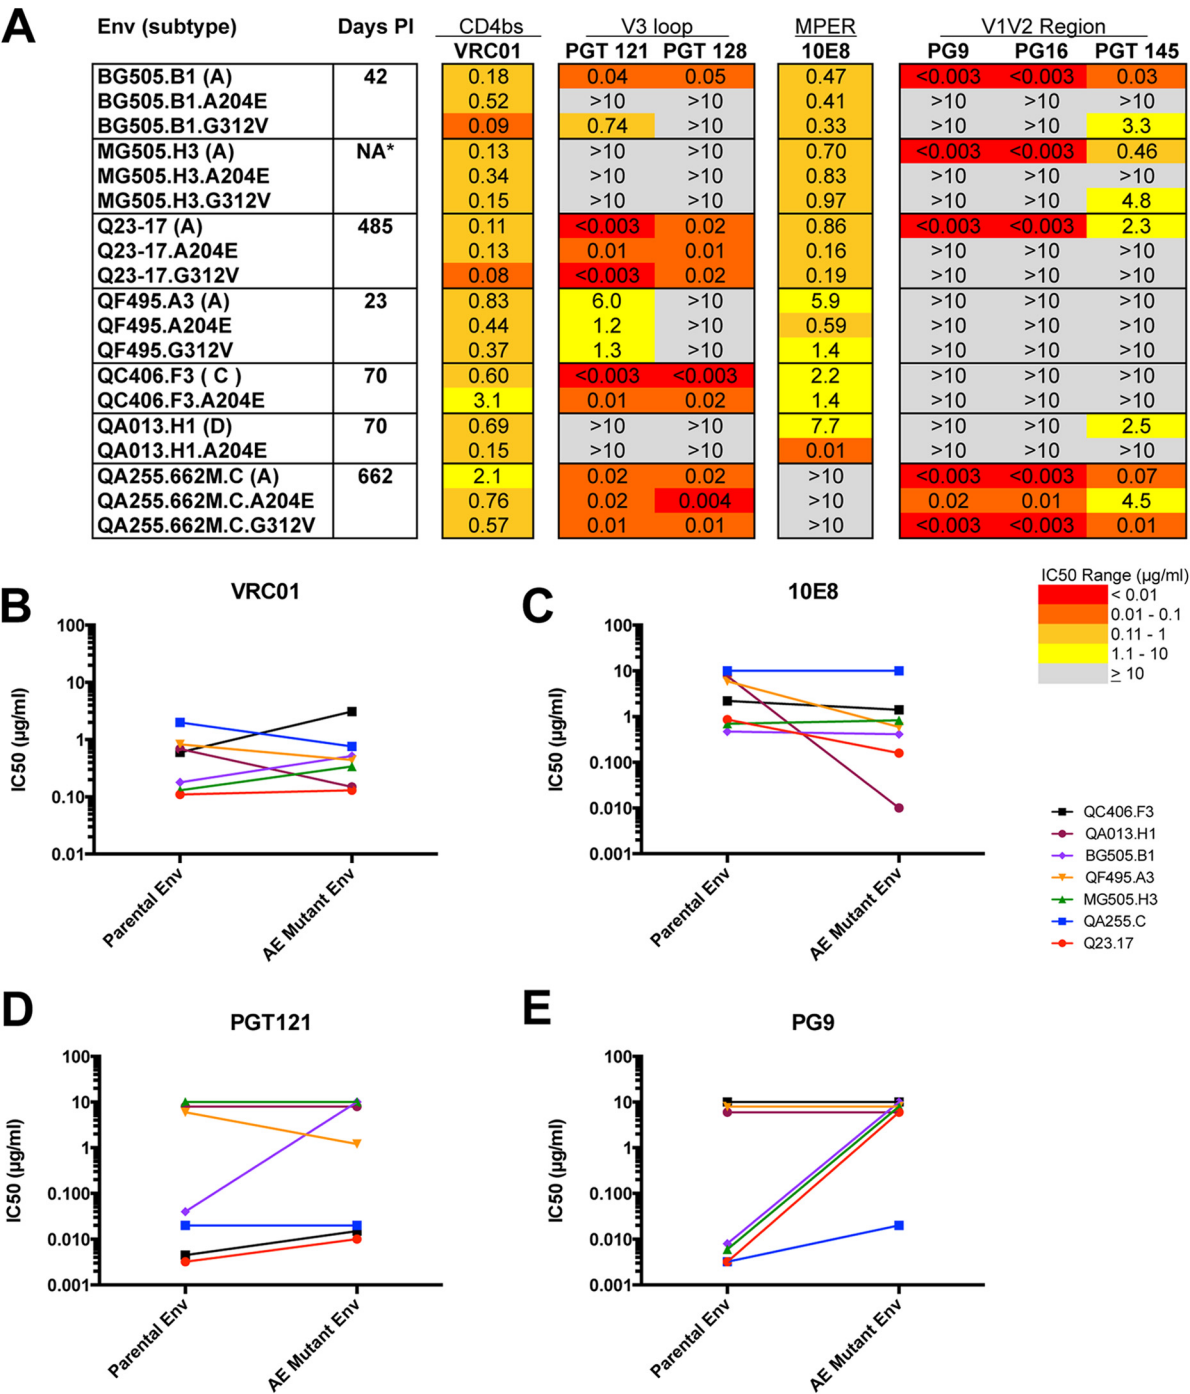 A
Env (subtype) Days PI CD4bs V3 loop MPER V1V2 Region
VRC01 PGT 121 PGT 128 10E8 PG9 PG16 PGT 145
BG505.B1 (A) 42 0.18 0.04 0.05 0.47 <0.003 <0.003 0.03
BG505.B1.A204E 0.52 >10 >10 0.41 >10 >10 >10
BG505.B1.G312V 0.09 0.74 >10 0.33 >10 >10 3.3
MG505.H3 (A) NA* 0.13 >10 >10 0.70 <0.003 <0.003 0.46
MG505.H3.A204E 0.34 >10 >10 0.83 >10 >10 >10
MG505.H3.G312V 0.15 >10 >10 0.97 >10 >10 4.8
Q23-17 (A) 485 0.11 <0.003 0.02 0.86 <0.003 <0.003 2.3
Q23-17.A204E 0.13 0.01 0.01 0.16 >10 >10 >10
Q23-17.G312V 0.08 <0.003 0.02 0.19 >10 >10 >10
QF495.A3 (A) 23 0.83 6.0 >10 5.9 >10 >10 >10
QF495.A204E 0.44 1.2 >10 0.59 >10 >10 >10
QF495.G312V 0.37 1.3 >10 1.4 >10 >10 >10
QC406.F3 ( C ) 70 0.60 <0.003 <0.003 2.2 >10 >10 >10
QC406.F3.A204E 3.1 0.01 0.02 1.4 >10 >10 >10
QA013.H1 (D) 70 0.69 >10 >10 7.7 >10 >10 2.5
QA013.H1.A204E 0.15 >10 >10 0.01 >10 >10 >10
QA255.662M.C (A) 662 2.1 0.02 0.02 >10 <0.003 <0.003 0.07
QA255.662M.C.A204E 0.76 0.02 0.004 >10 0.02 0.01 4.5
QA255.662M.C.G312V 0.57 0.01 0.01 >10 <0.003 <0.003 0.01
IC50 Range (µg/ml)
< 0.01
0.01 - 0.1
0.11 - 1
1.1 - 10
≥ 10
B
VRC01
IC50 (µg/ml)
100
10
1
0.10
0.01
Parental Env
AE Mutant Env
C
10E8
IC50 (µg/ml)
100
10
1
0.100
0.010
0.001
Parental Env
AE Mutant Env
QC406.F3
QA013.H1
BG505.B1
QF495.A3
MG505.H3
QA255.C
Q23.17
D
PGT121
IC50 (µg/ml)
100
10
1
0.100
0.010
0.001
Parental Env
AE Mutant Env
E
PG9
IC50 (µg/ml)
100
10
1
0.100
0.010
0.001
Parental Env
AE Mutant Env